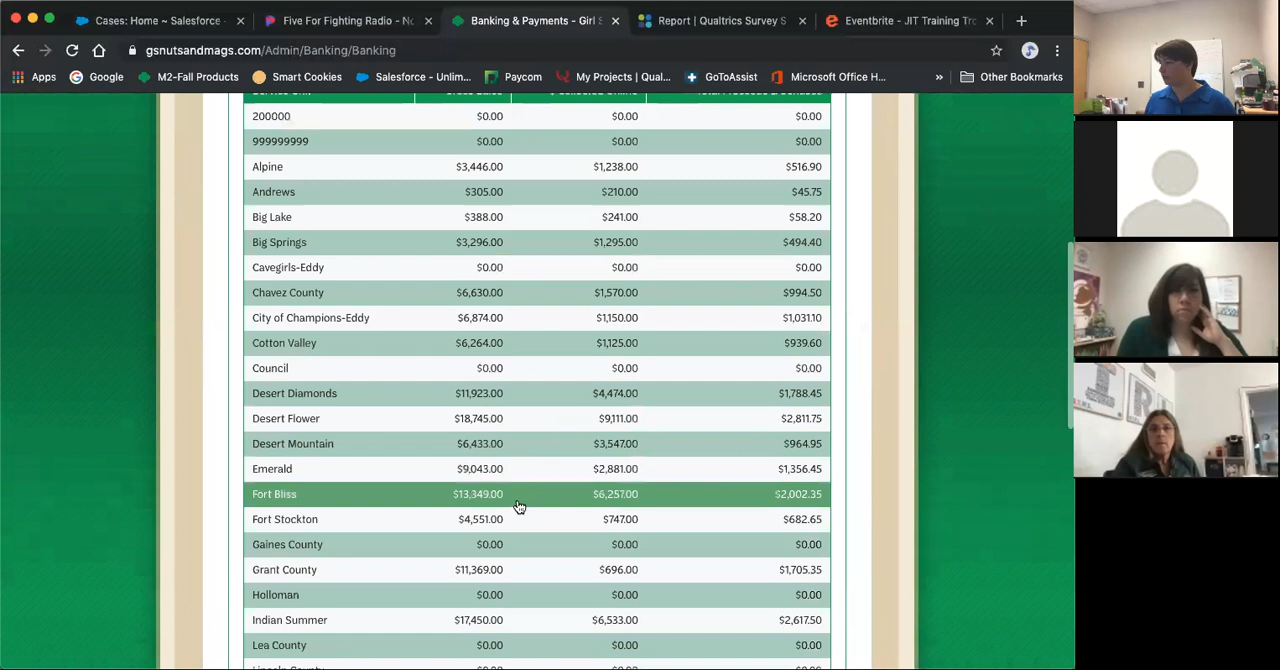 Cases: Home ~ Salesforce - Five For Fighting Radio - No Banking & Payments - Girl S Report | Qualtrics Survey S Eventbrite - JIT Training Tro
gsnutsandmags.com/Admin/Banking/Banking
Apps Google M2-Fall Products Smart Cookies Salesforce - Unlim... Paycom My Projects | Qual... GoToAssist Microsoft Office H... » Other Bookmarks
200000 $0.00 $0.00 $0.00
999999999 $0.00 $0.00 $0.00
Alpine $3,446.00 $1,238.00 $516.90
Andrews $305.00 $210.00 $45.75
Big Lake $388.00 $241.00 $58.20
Big Springs $3,296.00 $1,295.00 $494.40
Cavegirls-Eddy $0.00 $0.00 $0.00
Chavez County $6,630.00 $1,570.00 $994.50
City of Champions-Eddy $6,874.00 $1,150.00 $1,031.10
Cotton Valley $6,264.00 $1,125.00 $939.60
Council $0.00 $0.00 $0.00
Desert Diamonds $11,923.00 $4,474.00 $1,788.45
Desert Flower $18,745.00 $9,111.00 $2,811.75
Desert Mountain $6,433.00 $3,547.00 $964.95
Emerald $9,043.00 $2,881.00 $1,356.45
Fort Bliss $13,349.00 $6,257.00 $2,002.35
Fort Stockton $4,551.00 $747.00 $682.65
Gaines County $0.00 $0.00 $0.00
Grant County $11,369.00 $696.00 $1,705.35
Holloman $0.00 $0.00 $0.00
Indian Summer $17,450.00 $6,533.00 $2,617.50
Lea County $0.00 $0.00 $0.00